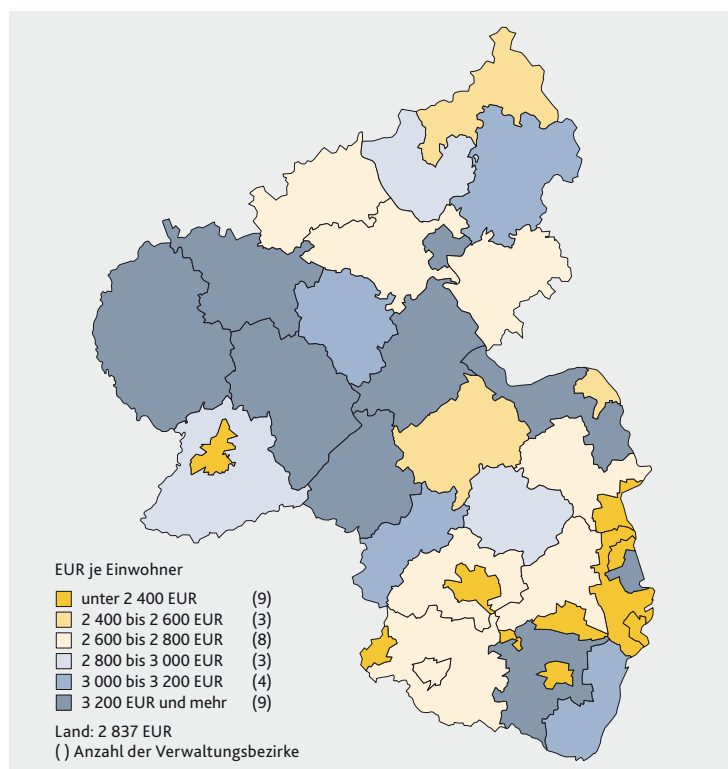 EUR je Einwohner
unter 2 400 EUR (9)
2 400 bis 2 600 EUR (3)
2 600 bis 2 800 EUR (8)
2 800 bis 3 000 EUR (3)
3 000 bis 3 200 EUR (4)
3 200 EUR und mehr (9)
Land: 2 837 EUR
( ) Anzahl der Verwaltungsbezirke